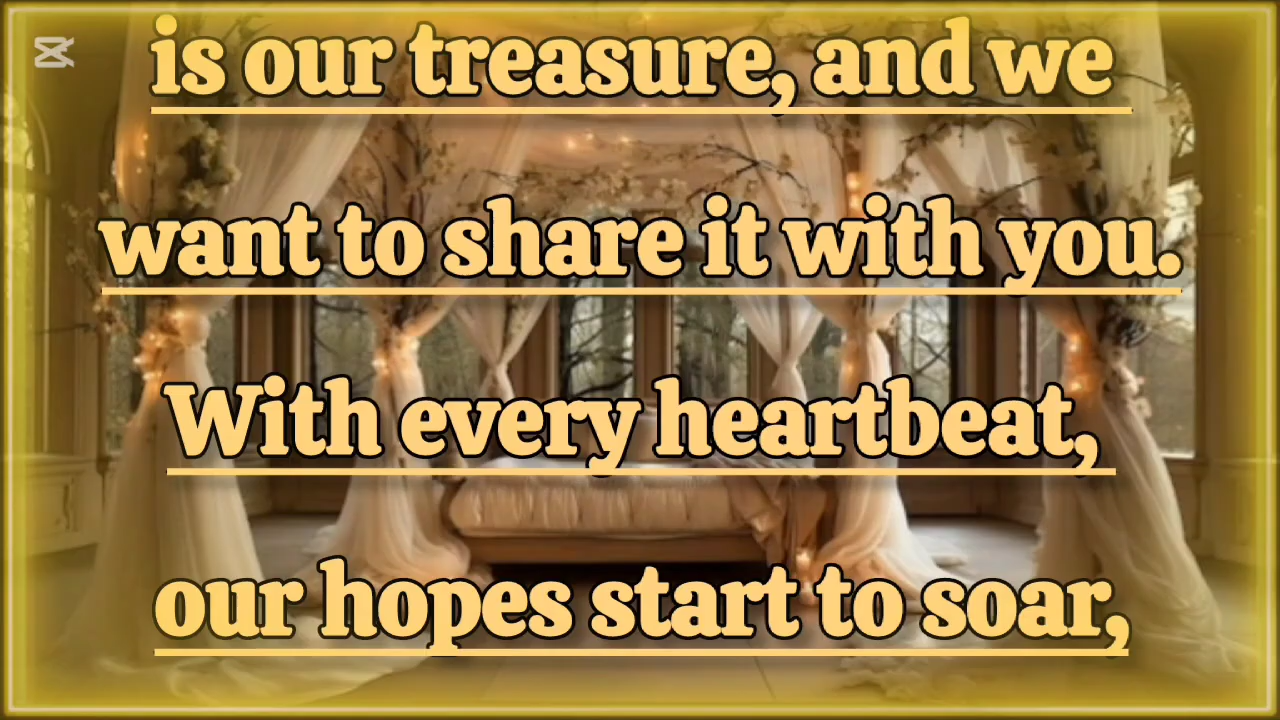 is our treasure, and we
want to share it with you.
With every heartbeat,
our hopes start to soar,